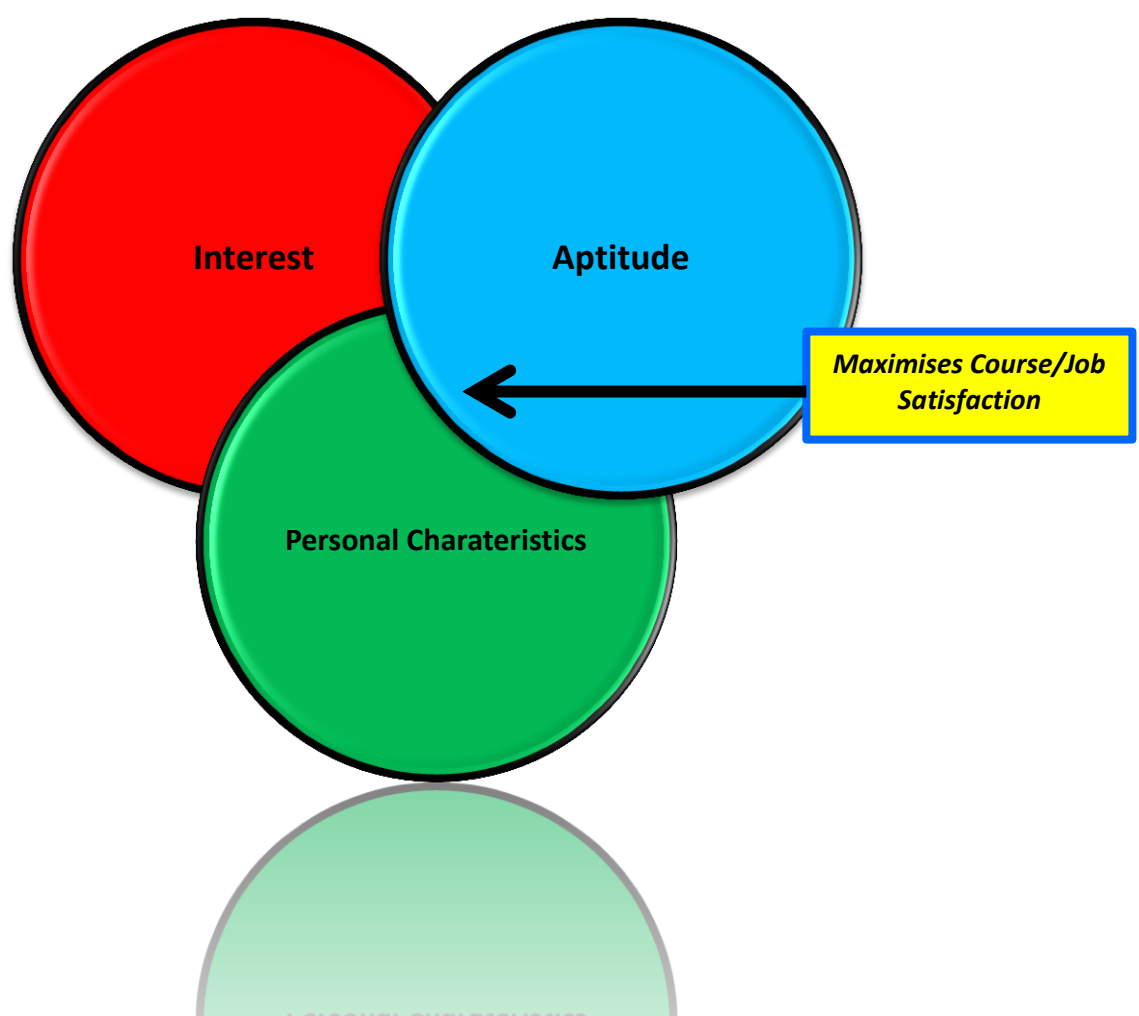 Interest
Aptitude
Maximises Course/Job
Satisfaction
Personal Charateristics